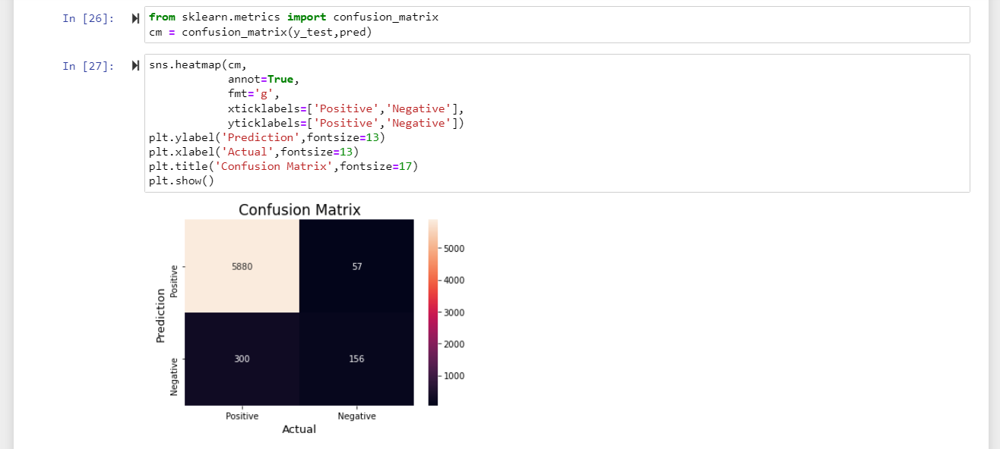 In [26]:
from sklearn.metrics import confusion_matrix
cm = confusion_matrix(y_test,pred)
In [27]:
sns.heatmap(cm,
            annot=True,
            fmt='g',
            xticklabels=['Positive','Negative'],
            yticklabels=['Positive','Negative'])
plt.ylabel('Prediction',fontsize=13)
plt.xlabel('Actual',fontsize=13)
plt.title('Confusion Matrix',fontsize=17)
plt.show()
Confusion Matrix
Prediction
Positive
Negative
5880 57
300 156
Positive Negative
Actual
5000
4000
3000
2000
1000